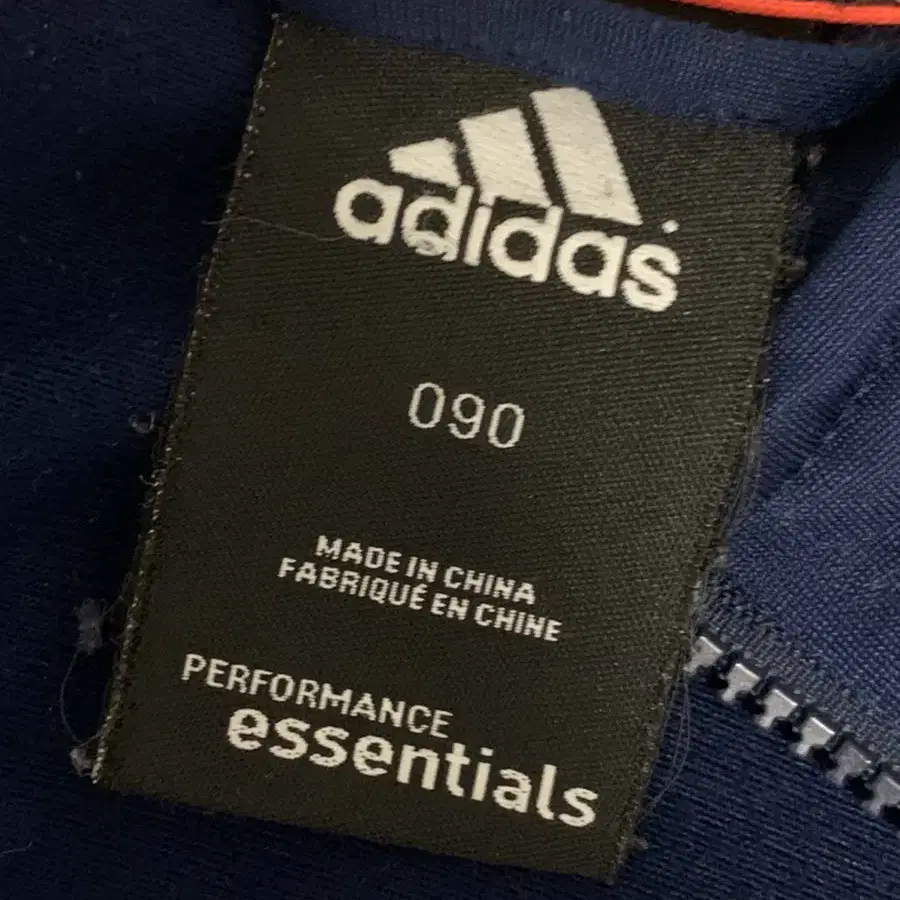 adidas
090
MADE IN CHINA
FABRIQUÉ EN CHINE
PERFORMANCE
essentials